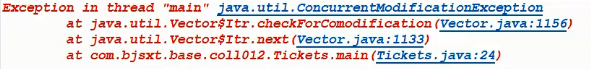 Exception in thread "main" java.util.ConcurrentModificationException
at java.util.Vector$Itr.checkForComodification(Vector.java:1156)
at java.util.Vector$Itr.next(Vector.java:1133)
at com.bjsxt.base.coll012.Tickets.main(Tickets.java:24)